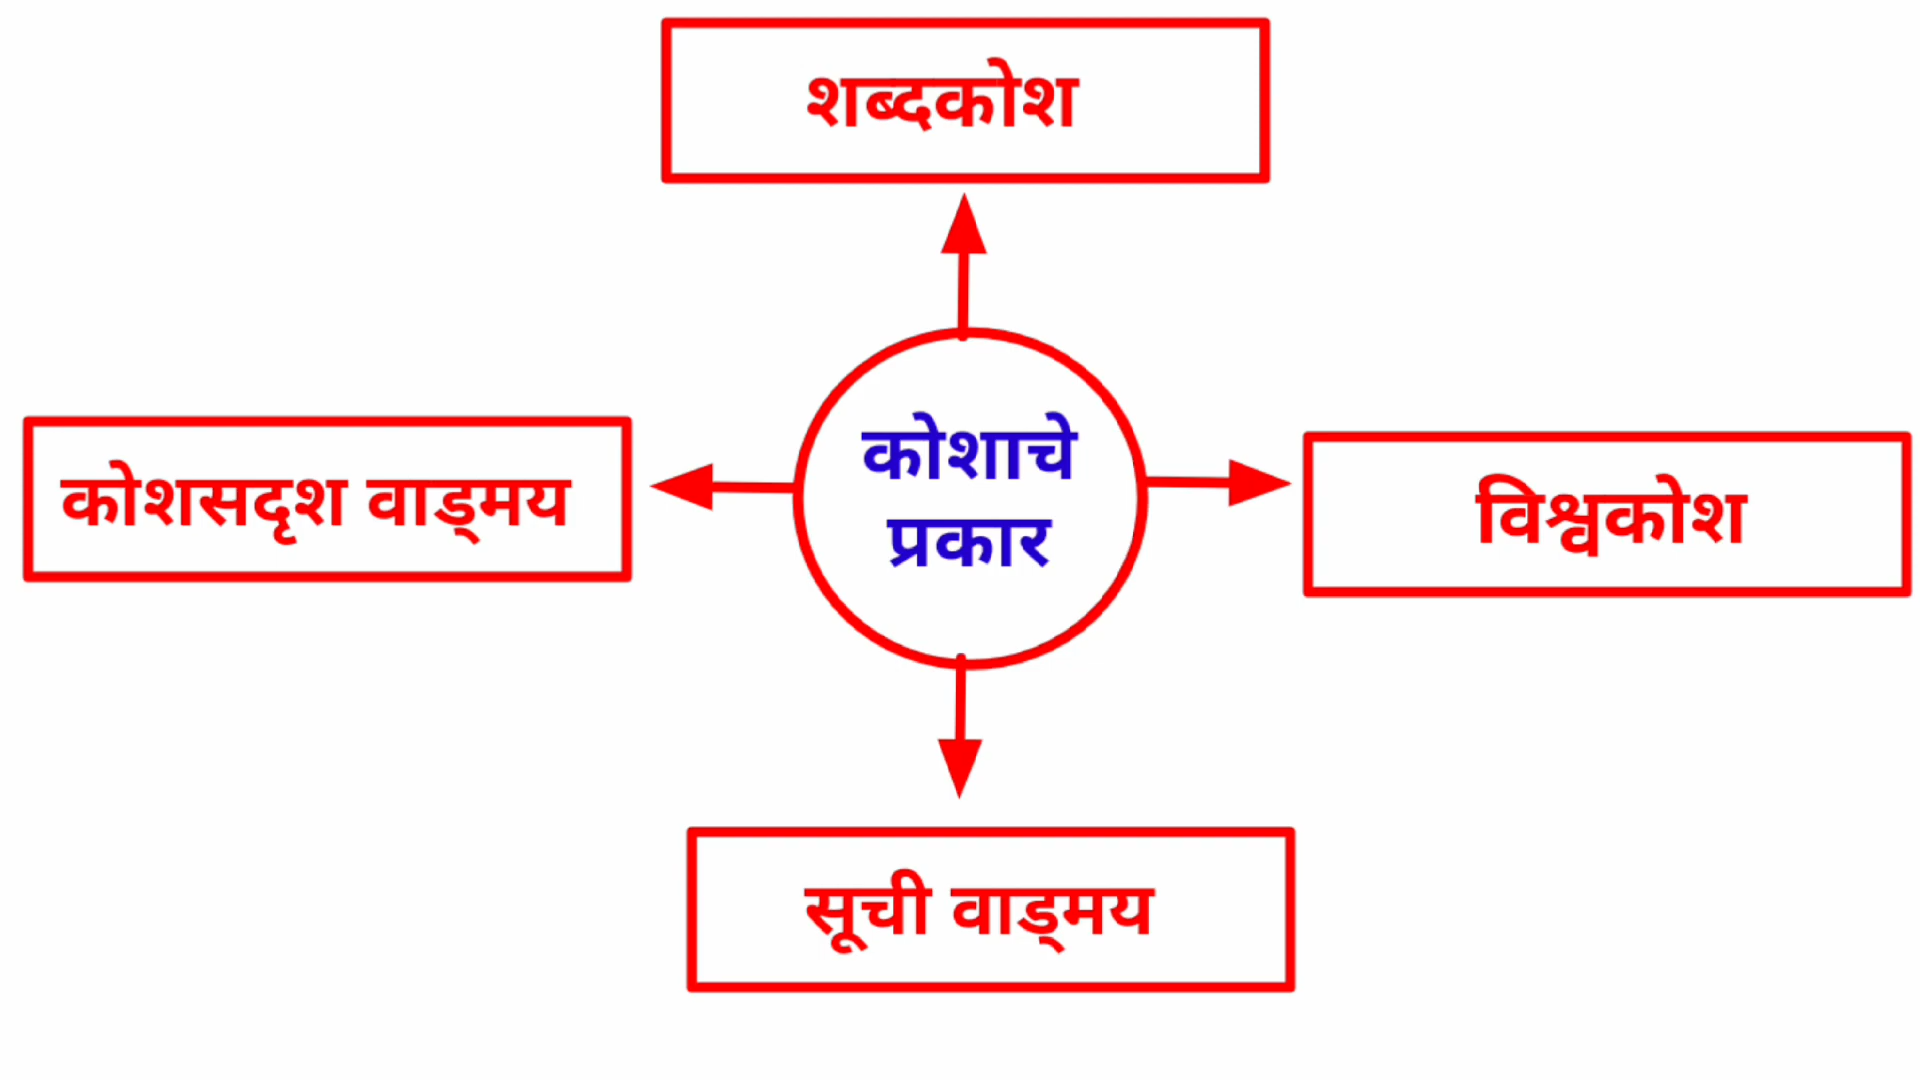 शब्दकोश
कोशसदृश वाड्मय
कोशाचे
प्रकार
विश्वकोश
सूची वाड्मय